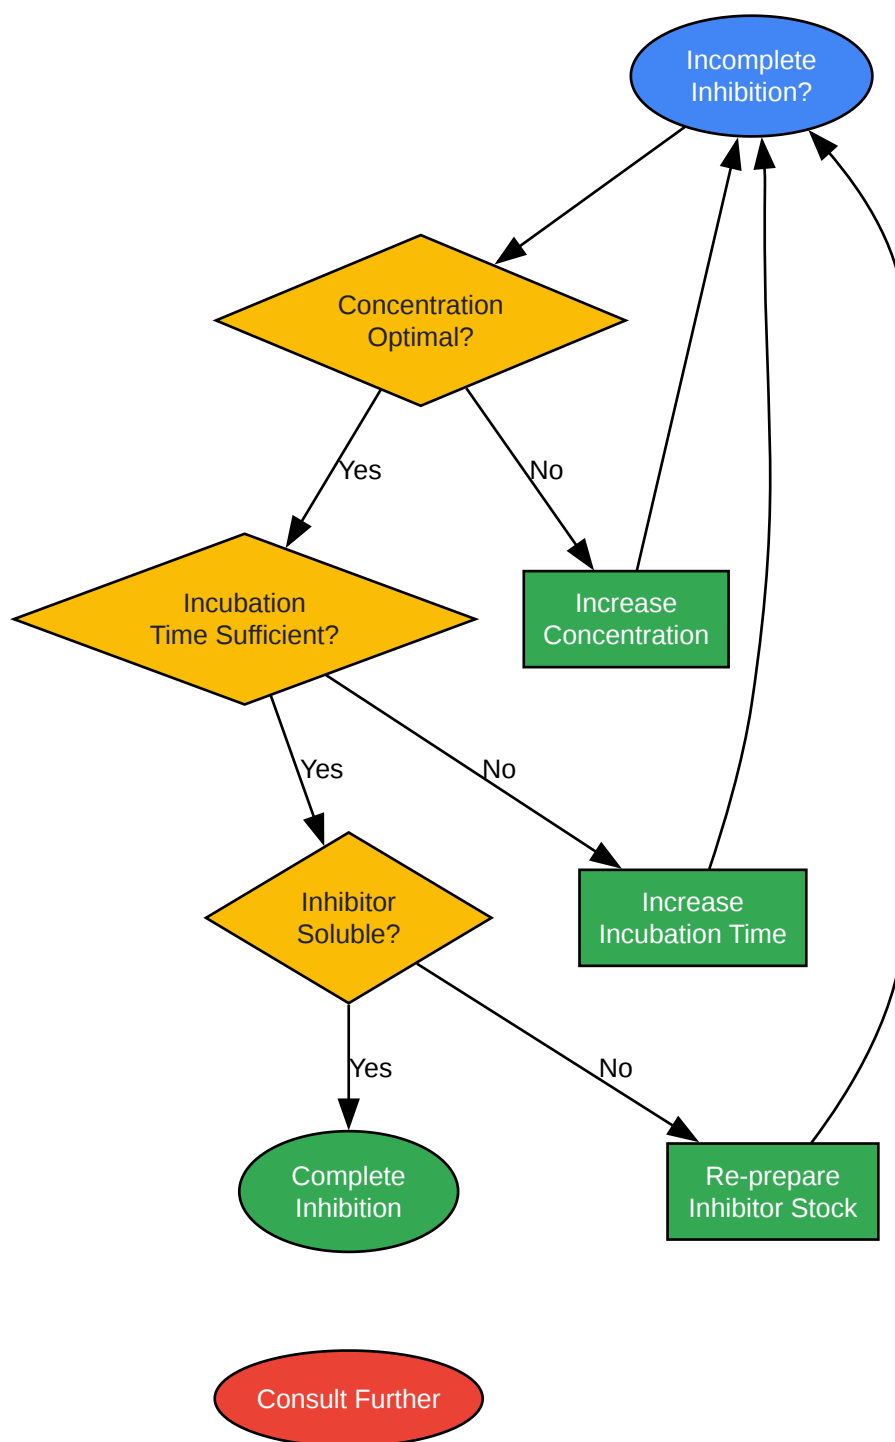 Incomplete
Inhibition?
Concentration
Optimal?
Yes
No
Incubation
Time Sufficient?
Increase
Concentration
Yes
No
Inhibitor
Soluble?
Increase
Incubation Time
Yes
No
Complete
Inhibition
Re-prepare
Inhibitor Stock
Consult Further